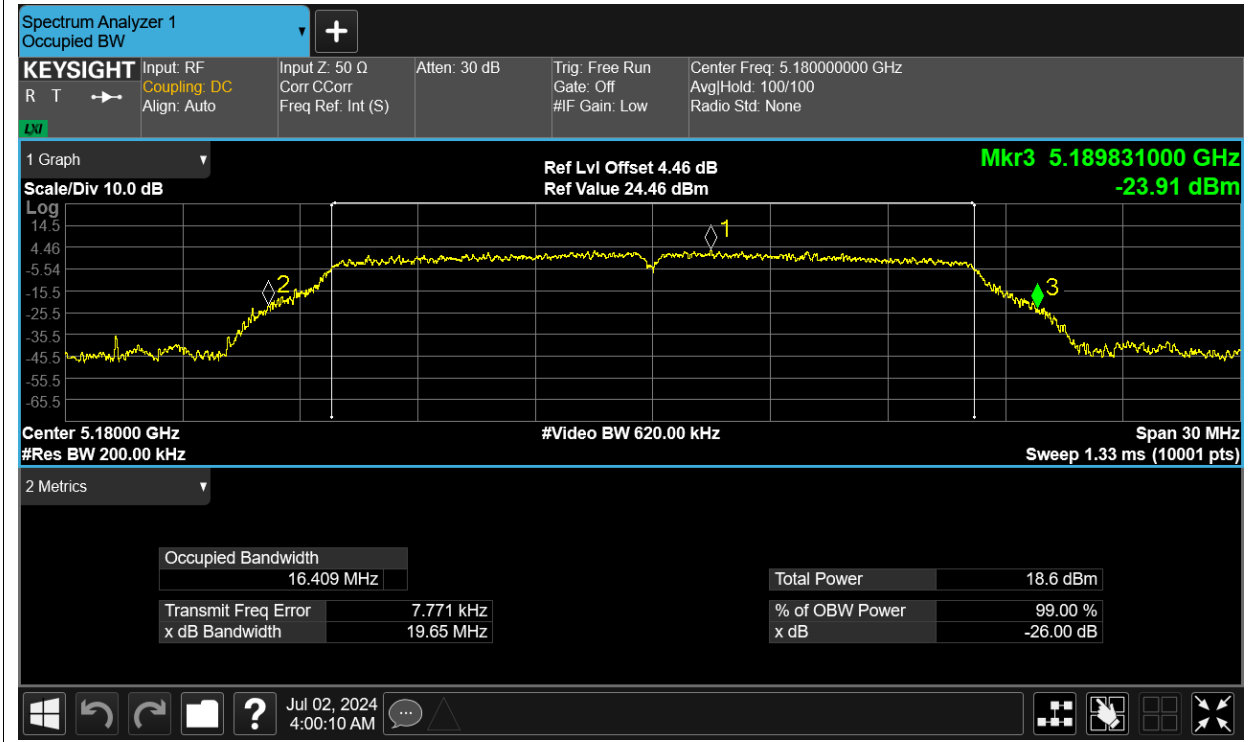 Spectrum Analyzer 1
Occupied BW
KEYSIGHT
R T
LXI
Input: RF
Coupling: DC
Align: Auto
Input Z: 50 Ω
Corr CCorr
Freq Ref: Int (S)
Atten: 30 dB
Trig: Free Run
Gate: Off
#IF Gain: Low
Center Freq: 5.180000000 GHz
Avg|Hold: 100/100
Radio Std: None
1 Graph
Scale/Div 10.0 dB
Ref Lvl Offset 4.46 dB
Ref Value 24.46 dBm
Mkr3 5.189831000 GHz
-23.91 dBm
Log
14.5
4.46
-5.54
-15.5
-25.5
-35.5
-45.5
-55.5
-65.5
1
2
3
Center 5.18000 GHz
#Res BW 200.00 kHz
#Video BW 620.00 kHz
Span 30 MHz
Sweep 1.33 ms (10001 pts)
2 Metrics
Occupied Bandwidth
16.409 MHz
Transmit Freq Error 7.771 kHz
x dB Bandwidth 19.65 MHz
Total Power 18.6 dBm
% of OBW Power 99.00 %
x dB -26.00 dB
?
Jul 02, 2024
4:00:10 AM